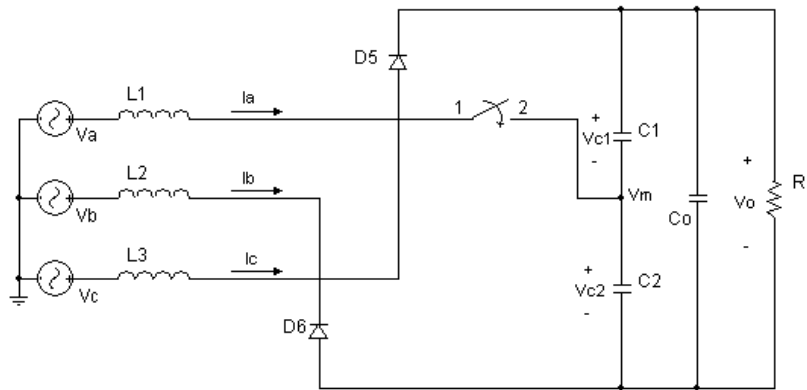 D5
L1
Ia
1
2
Va
+
Vc1
-
C1
L2
Ib
Vb
Vm
Co
+
Vo
-
R
L3
Ic
Vc
+
Vc2
-
C2
D6